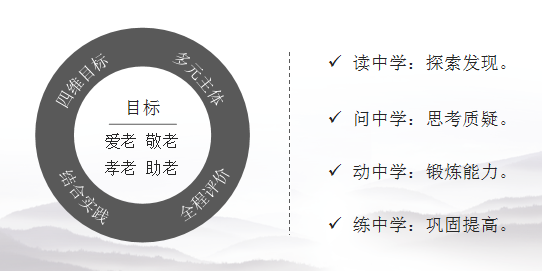 四维目标
多元主体
目标
爱老 敬老
孝老 助老
结合实践
全程评价
✓ 读中学：探索发现。
✓ 问中学：思考质疑。
✓ 动中学：锻炼能力。
✓ 练中学：巩固提高。